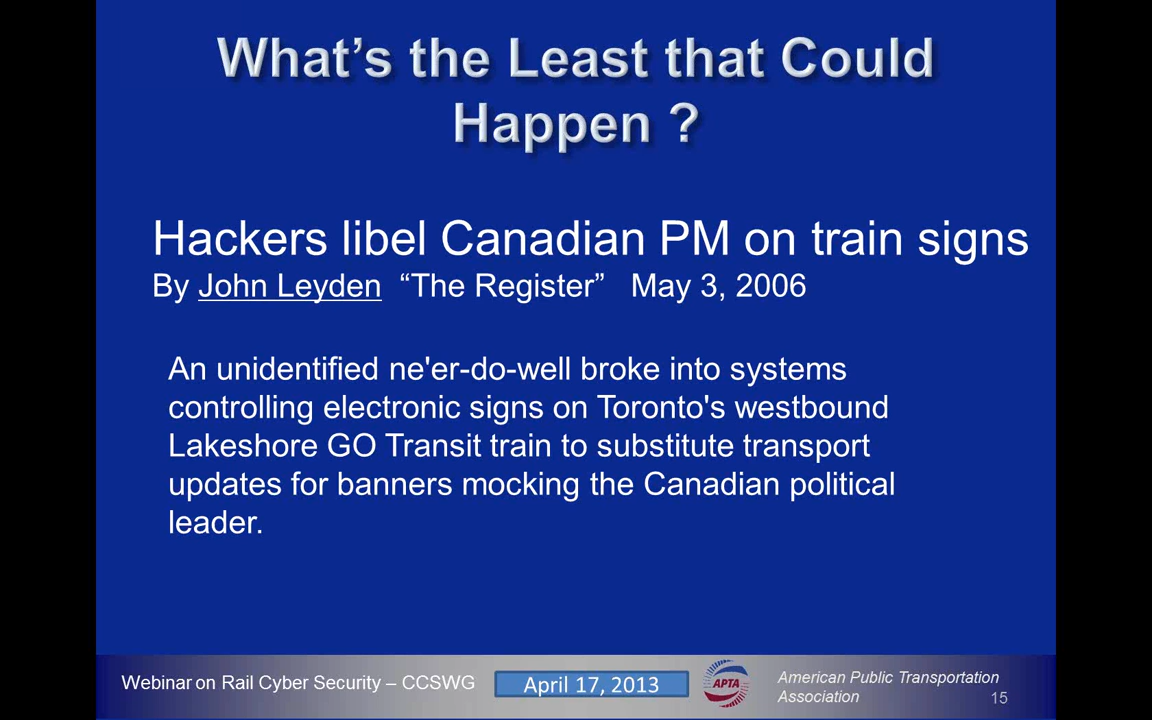 What’s the Least that Could
Happen ?
Hackers libel Canadian PM on train signs
By John Leyden “The Register” May 3, 2006
An unidentified ne'er-do-well broke into systems
controlling electronic signs on Toronto's westbound
Lakeshore GO Transit train to substitute transport
updates for banners mocking the Canadian political
leader.
Webinar on Rail Cyber Security – CCSWG
April 17, 2013
APTA
American Public Transportation
Association
15